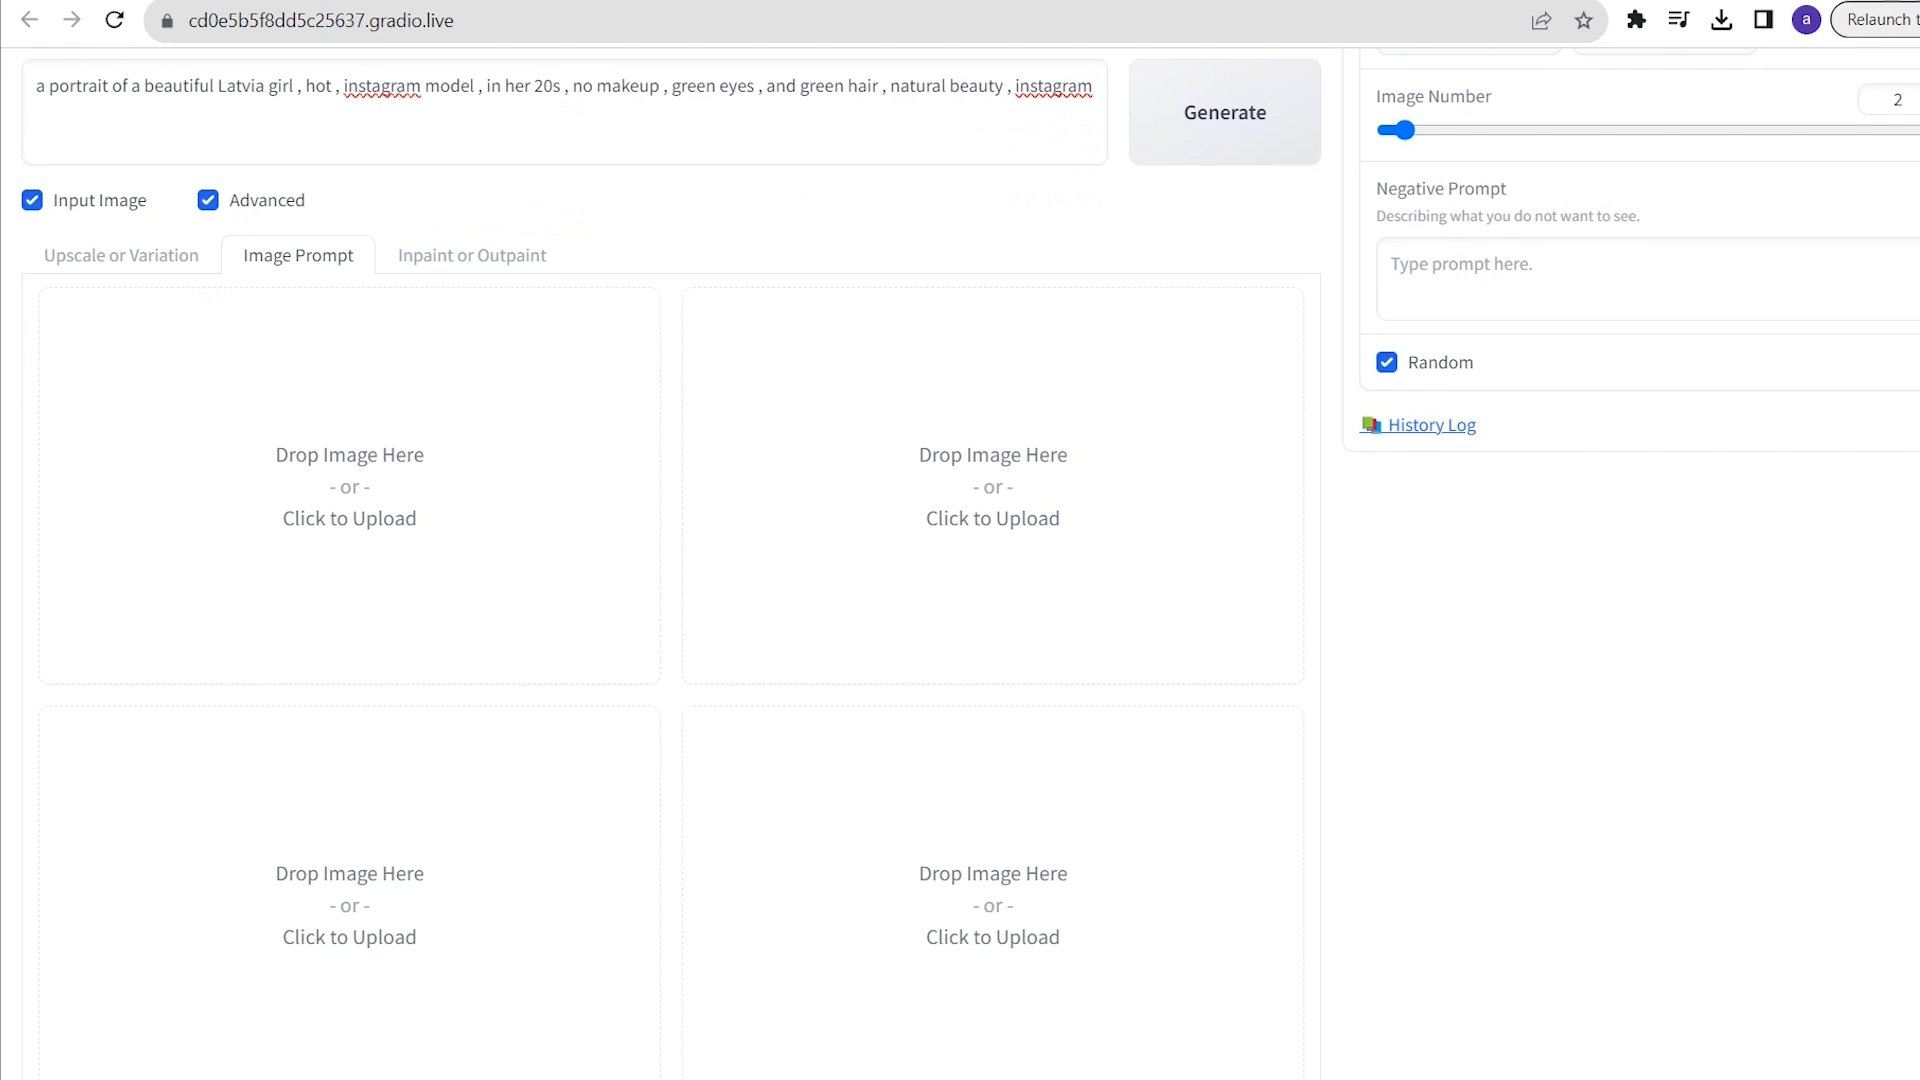 cd0e5b5f8dd5c25637.gradio.live
a
Relaunch t
a portrait of a beautiful Latvia girl , hot , instagram model , in her 20s , no makeup , green eyes , and green hair , natural beauty , instagram
Generate
Input Image
Advanced
Upscale or Variation
Image Prompt
Inpaint or Outpaint
Drop Image Here
- or -
Click to Upload
Drop Image Here
- or -
Click to Upload
Drop Image Here
- or -
Click to Upload
Drop Image Here
- or -
Click to Upload
Image Number
2
Negative Prompt
Describing what you do not want to see.
Type prompt here.
Random
History Log